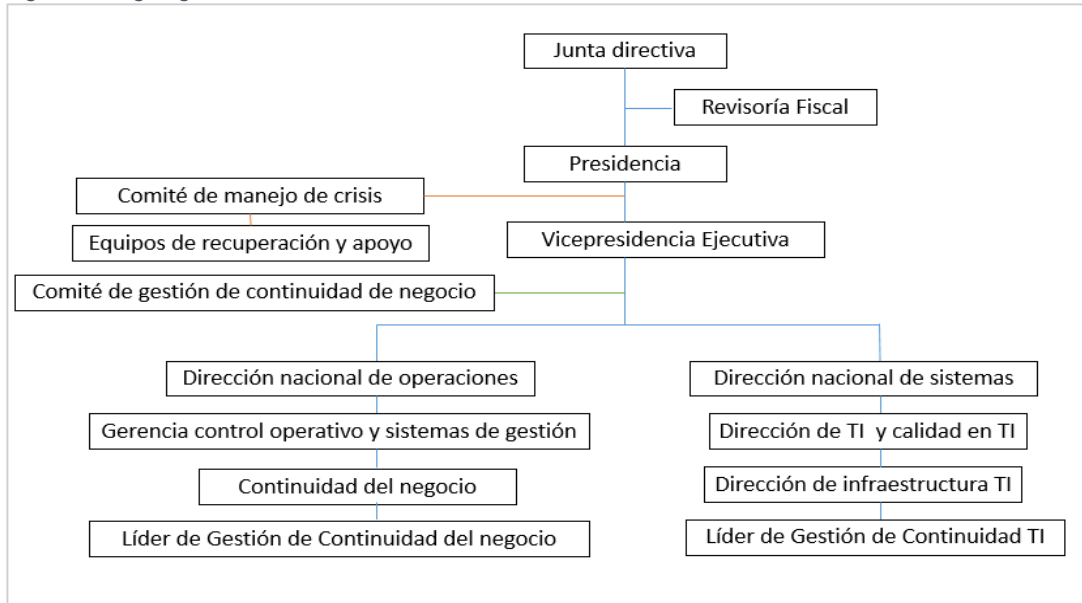 Junta directiva
Revisoría Fiscal
Presidencia
Comité de manejo de crisis
Equipos de recuperación y apoyo
Vicepresidencia Ejecutiva
Comité de gestión de continuidad de negocio
Dirección nacional de operaciones
Dirección nacional de sistemas
Gerencia control operativo y sistemas de gestión
Dirección de TI y calidad en TI
Continuidad del negocio
Dirección de infraestructura TI
Líder de Gestión de Continuidad del negocio
Líder de Gestión de Continuidad TI